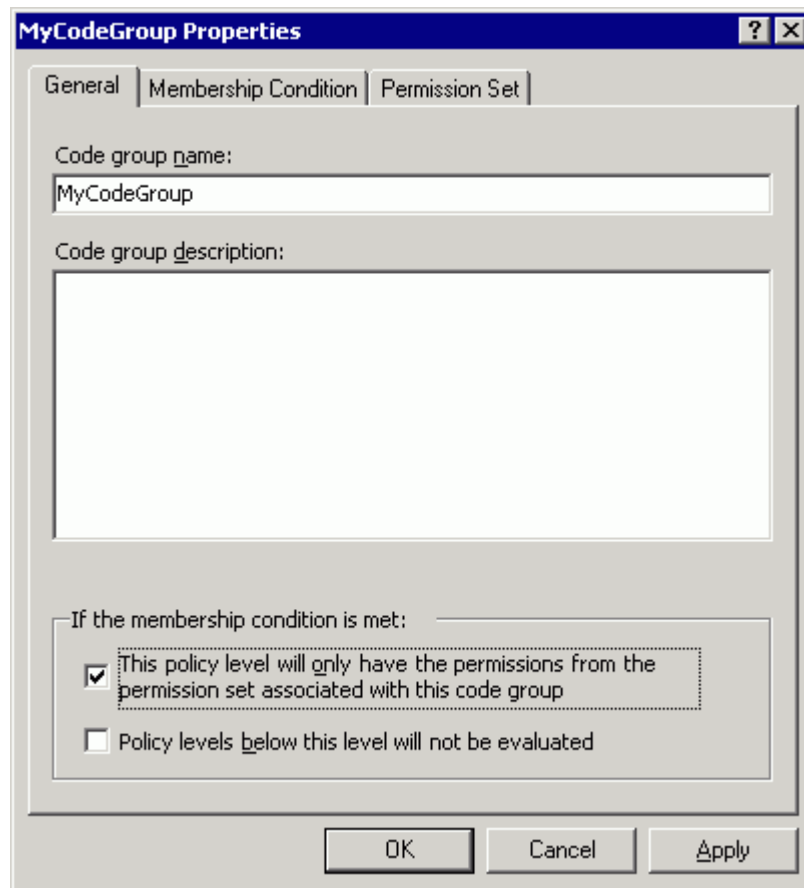 MyCodeGroup Properties
General
Membership Condition
Permission Set
Code group name:
MyCodeGroup
Code group description:
If the membership condition is met:
This policy level will only have the permissions from the
permission set associated with this code group
Policy levels below this level will not be evaluated
OK
Cancel
Apply